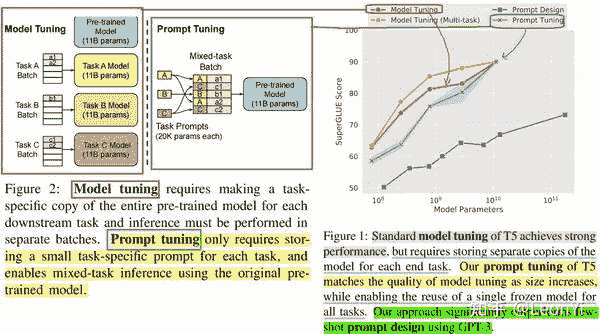 Model Tuning
Pre-trained
Model
(11B params)
Task A
Batch
a1
a2
Task A Model
(11B params)
Task B
Batch
b1
Task B Model
(11B params)
Task C
Batch
c1
c2
Task C Model
(11B params)
Prompt Tuning
Mixed-task
Batch
A
B
C
A a1
C c1
B b1
A a2
C c2
Task Prompts
(20K params each)
Pre-trained
Model
(11B params)
Figure 2: Model tuning requires making a task-
specific copy of the entire pre-trained model for each
downstream task and inference must be performed in
separate batches. Prompt tuning only requires stor-
ing a small task-specific prompt for each task, and
enables mixed-task inference using the original pre-
trained model.
Model Tuning
Model Tuning (Multi-task)
Prompt Design
Prompt Tuning
SuperGLUE Score
100
90
80
70
60
50
10^8
10^9
10^10
10^11
Model Parameters
Figure 1: Standard model tuning of T5 achieves strong
performance, but requires storing separate copies of the
model for each end task. Our prompt tuning of T5
matches the quality of model tuning as size increases,
while enabling the reuse of a single frozen model for
all tasks. Our approach significantly outperforms few-
shot prompt design using GPT-3.